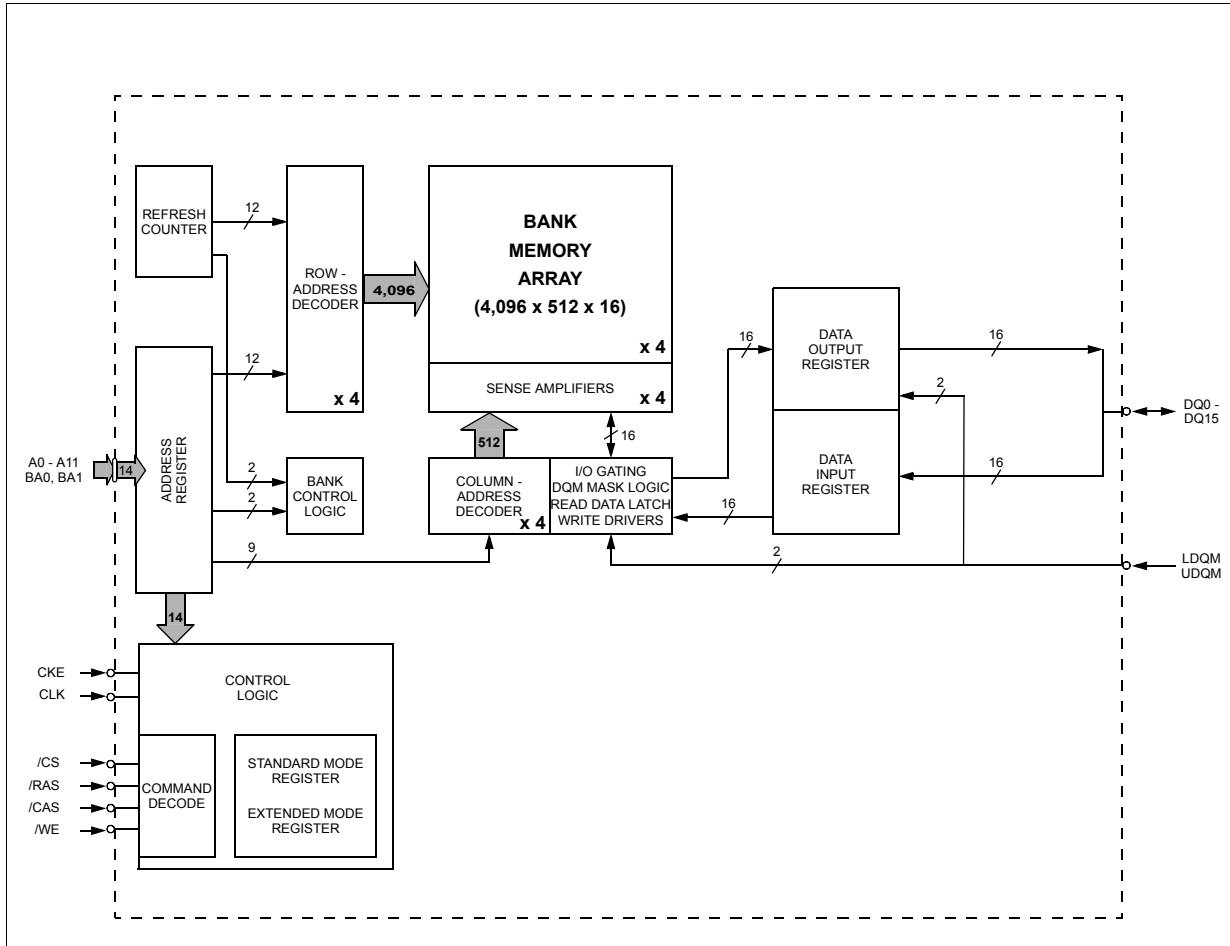 REFRESH
COUNTER
12
ROW -
ADDRESS
DECODER
x 4
4,096
BANK
MEMORY
ARRAY
(4,096 x 512 x 16)
x 4
SENSE AMPLIFIERS
x 4
12
A0 - A11
BA0, BA1
14
ADDRESS
REGISTER
2
2
BANK
CONTROL
LOGIC
9
512
16
COLUMN -
ADDRESS
DECODER
x 4
I/O GATING
DQM MASK LOGIC
READ DATA LATCH
WRITE DRIVERS
16
16
DATA
OUTPUT
REGISTER
16
2
DATA
INPUT
REGISTER
16
DQ0 -
DQ15
2
LDQM
UDQM
14
CKE
CLK
CONTROL
LOGIC
/CS
/RAS
/CAS
/WE
COMMAND
DECODE
STANDARD MODE
REGISTER
EXTENDED MODE
REGISTER